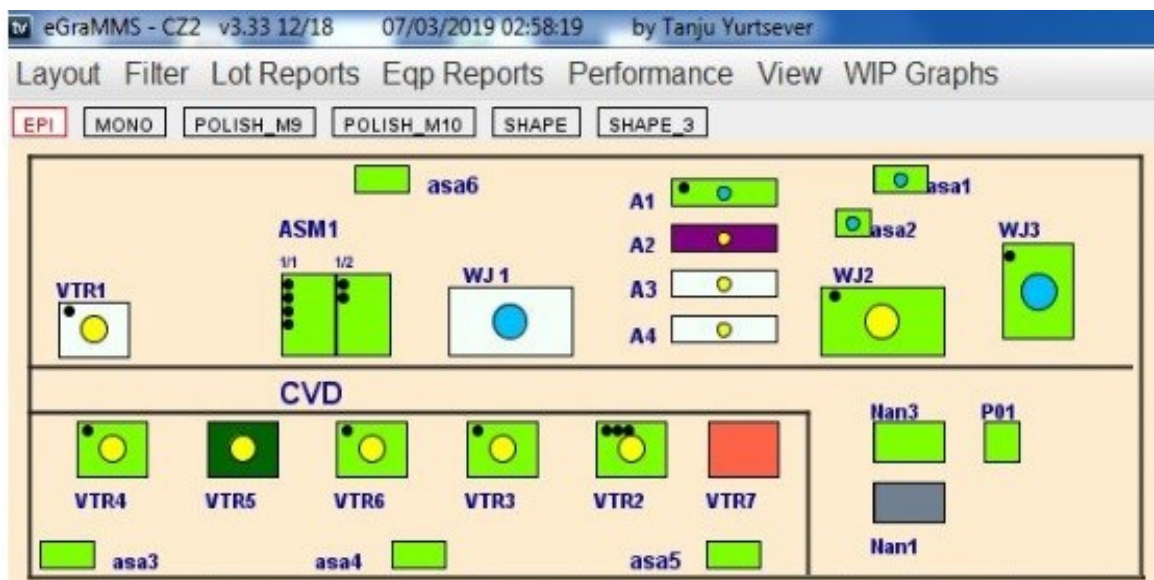 tv eGraMMS - CZ2 v3.33 12/18 07/03/2019 02:58:19 by Tanju Yurtsever
Layout Filter Lot Reports Eqp Reports Performance View WIP Graphs
EPI MONO POLISH_M9 POLISH_M10 SHAPE SHAPE_3
asa6
A1
asa1
ASM1
A2
asa2
WJ3
1/1 1/2
WJ 1
WJ2
VTR1
A3
A4
CVD
Nan3 P01
VTR4 VTR5 VTR6 VTR3 VTR2 VTR7
asa3 asa4 asa5
Nan1